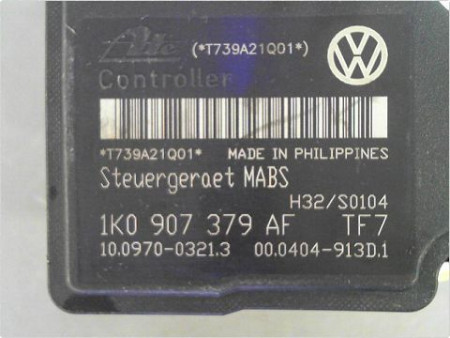 Ate (*T739A21Q01*)
Controller
*T739A21Q01* MADE IN PHILIPPINES
Steuergeraet MABS
H32/S0104
1K0 907 379 AF TF7
10.0970-0321.3 00.0404-913D.1